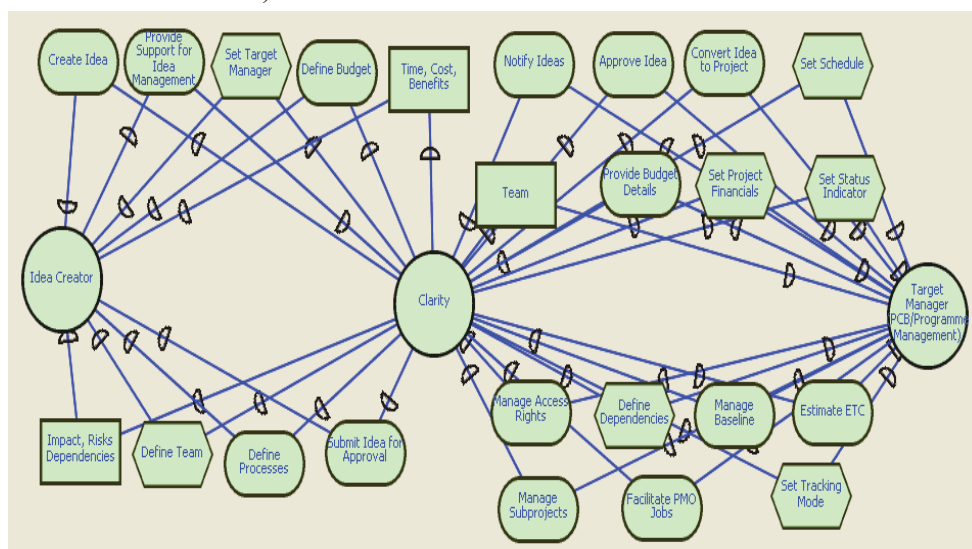 Create Idea
Provide
Support for
Idea
Management
Set Target
Manager
Define Budget
Time, Cost,
Benefits
Notify Ideas
Approve Idea
Convert Idea
to Project
Set Schedule
Team
Provide Budget
Details
Set Project
Financials
Set Status
Indicator
Idea Creator
Clarity
Target
Manager
PCB/Programme
Management)
Impact, Risks
Dependencies
Define Team
Define
Processes
Submit Idea for
Approval
Manage Access
Rights
Define
Dependencies
Manage
Baseline
Estimate ETC
Manage
Subprojects
Facilitate PMO
Jobs
Set Tracking
Mode